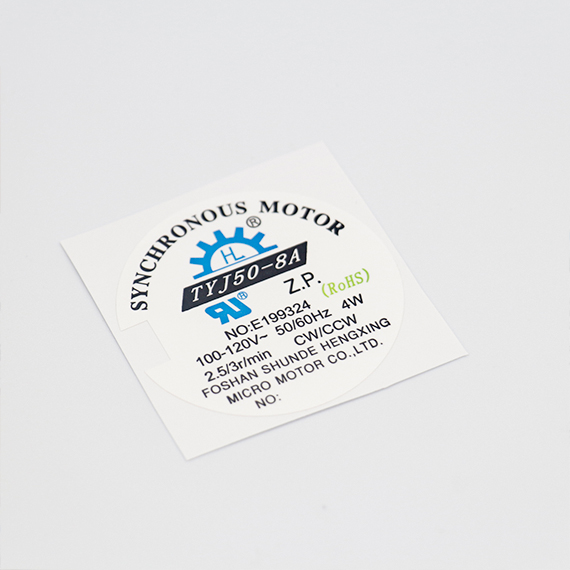 SYNCHRONOUS MOTOR
®
HL
TYJ50-8A
RU®
Z.P.
(RoHS)
NO:E199324
100-120V~ 50/60Hz 4W
2.5/3r/min CW/CCW
FOSHAN SHUNDE HENGXING
MICRO MOTOR CO.,LTD.
NO: